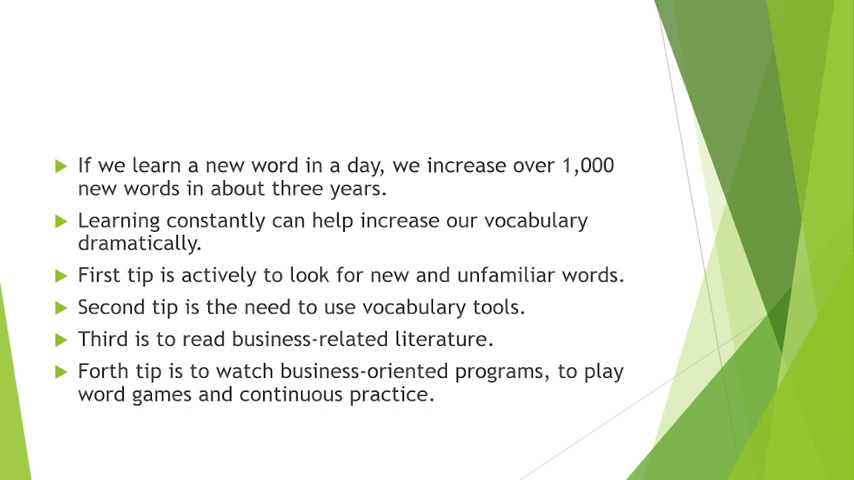 If we learn a new word in a day, we increase over 1,000
new words in about three years.
Learning constantly can help increase our vocabulary
dramatically.
First tip is actively to look for new and unfamiliar words.
Second tip is the need to use vocabulary tools.
Third is to read business-related literature.
Forth tip is to watch business-oriented programs, to play
word games and continuous practice.